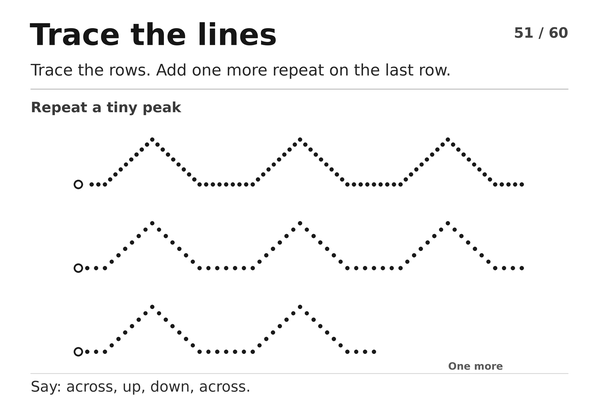 Trace the lines
51 / 60
Trace the rows. Add one more repeat on the last row.
Repeat a tiny peak
One more
Say: across, up, down, across.